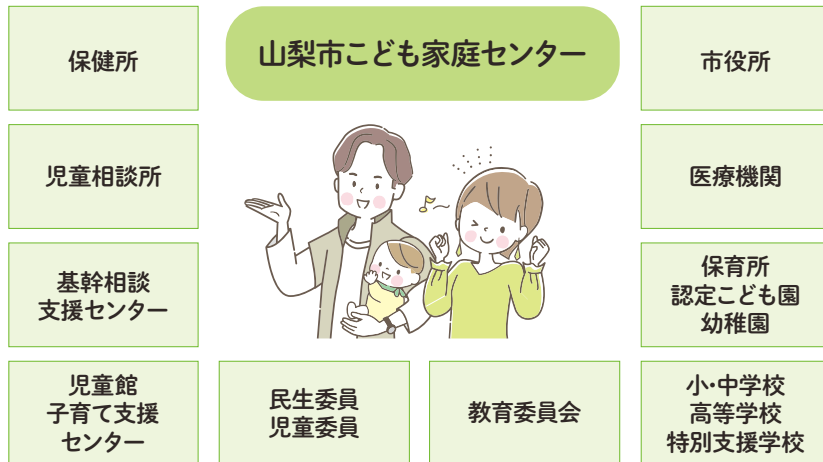 山梨市こども家庭センター
保健所
市役所
児童相談所
医療機関
基幹相談
支援センター
保育所
認定こども園
幼稚園
児童館
子育て支援
センター
民生委員
児童委員
教育委員会
小・中学校
高等学校
特別支援学校